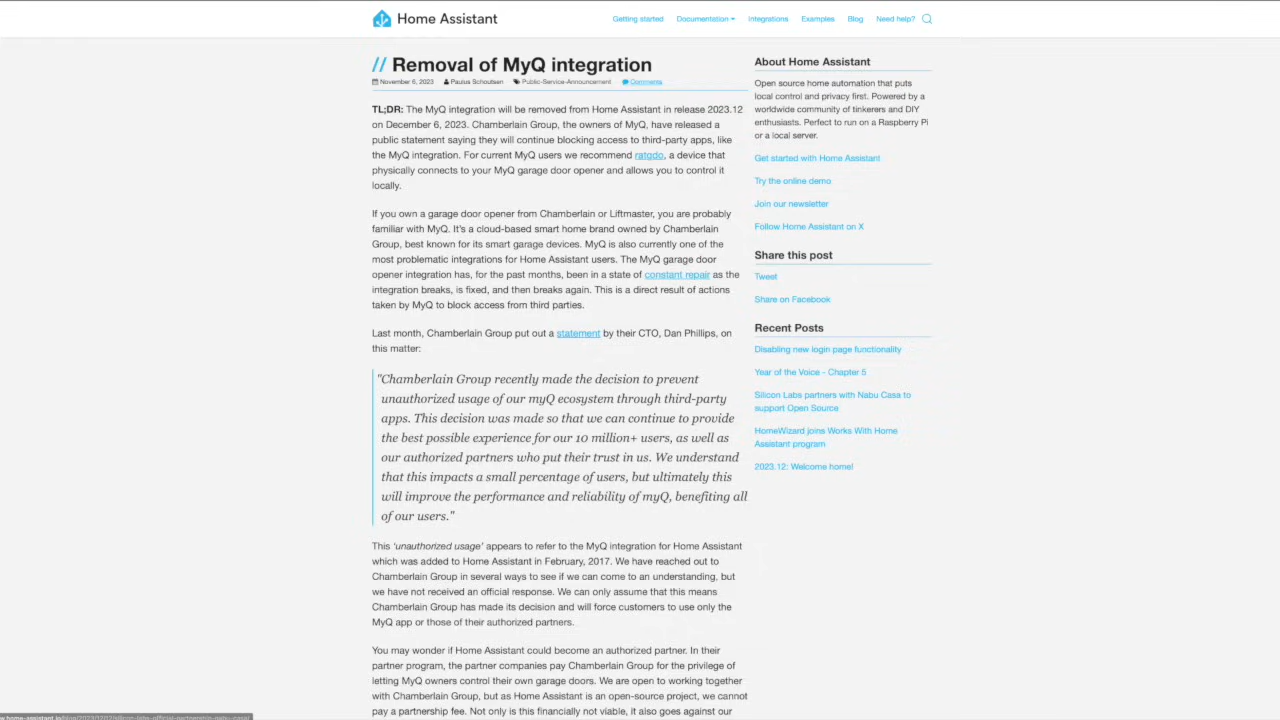 Home Assistant
Getting started Documentation Integrations Examples Blog Need help?
// Removal of MyQ integration
November 6, 2023 Paulus Schoutsen Public-Service-Announcement Comments
TL;DR: The MyQ integration will be removed from Home Assistant in release 2023.12
on December 6, 2023. Chamberlain Group, the owners of MyQ, have released a
public statement saying they will continue blocking access to third-party apps, like
the MyQ integration. For current MyQ users we recommend ratgdo, a device that
physically connects to your MyQ garage door opener and allows you to control it
locally.
If you own a garage door opener from Chamberlain or Liftmaster, you are probably
familiar with MyQ. It's a cloud-based smart home brand owned by Chamberlain
Group, best known for its smart garage devices. MyQ is also currently one of the
most problematic integrations for Home Assistant users. The MyQ garage door
opener integration has, for the past months, been in a state of constant repair as the
integration breaks, is fixed, and then breaks again. This is a direct result of actions
taken by MyQ to block access from third parties.
Last month, Chamberlain Group put out a statement by their CTO, Dan Phillips, on
this matter:
"Chamberlain Group recently made the decision to prevent
unauthorized usage of our myQ ecosystem through third-party
apps. This decision was made so that we can continue to provide
the best possible experience for our 10 million+ users, as well as
our authorized partners who put their trust in us. We understand
that this impacts a small percentage of users, but ultimately this
will improve the performance and reliability of myQ, benefiting all
of our users."
This 'unauthorized usage' appears to refer to the MyQ integration for Home Assistant
which was added to Home Assistant in February, 2017. We have reached out to
Chamberlain Group in several ways to see if we can come to an understanding, but
we have not received an official response. We can only assume that this means
Chamberlain Group has made its decision and will force customers to use only the
MyQ app or those of their authorized partners.
You may wonder if Home Assistant could become an authorized partner. In their
partner program, the partner companies pay Chamberlain Group for the privilege of
letting MyQ owners control their own garage doors. We are open to working together
with Chamberlain Group, but as Home Assistant is an open-source project, we cannot
pay a partnership fee. Not only is this financially not viable, it also goes against our
About Home Assistant
Open source home automation that puts
local control and privacy first. Powered by a
worldwide community of tinkerers and DIY
enthusiasts. Perfect to run on a Raspberry Pi
or a local server.
Get started with Home Assistant
Try the online demo
Join our newsletter
Follow Home Assistant on X
Share this post
Tweet
Share on Facebook
Recent Posts
Disabling new login page functionality
Year of the Voice - Chapter 5
Silicon Labs partners with Nabu Casa to
support Open Source
HomeWizard joins Works With Home
Assistant program
2023.12: Welcome home!